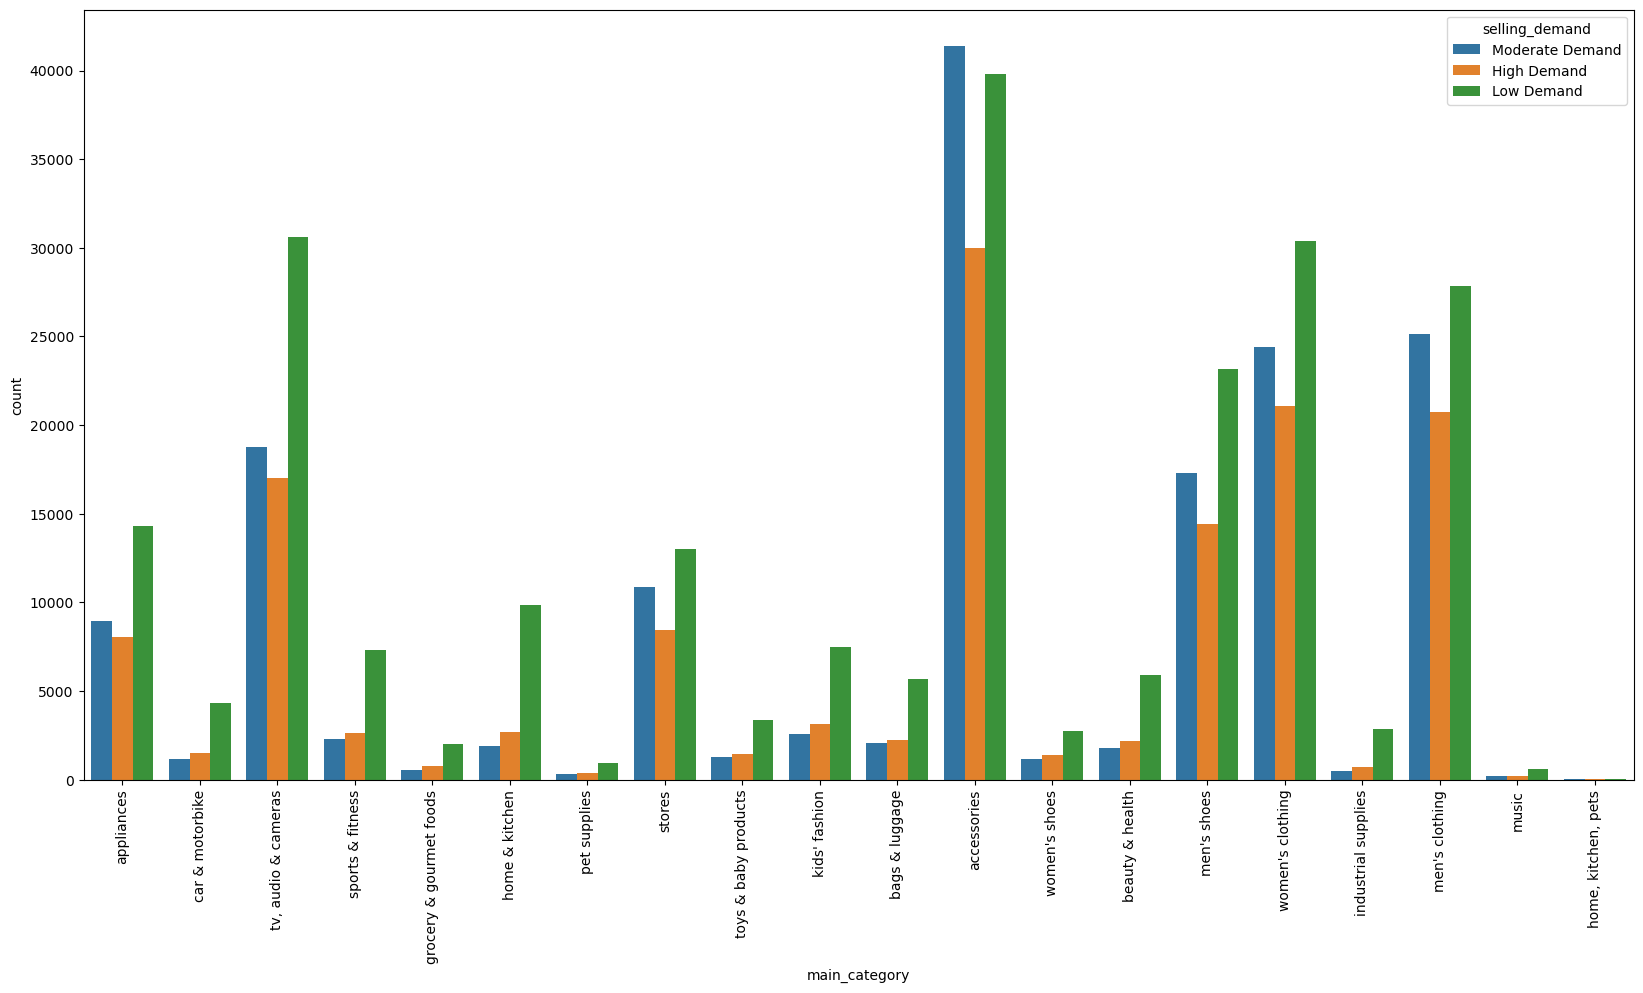 selling_demand
Moderate Demand
High Demand
Low Demand
count
40000
35000
30000
25000
20000
15000
10000
5000
0
appliances
car & motorbike
tv, audio & cameras
sports & fitness
grocery & gourmet foods
home & kitchen
pet supplies
stores
toys & baby products
kids' fashion
bags & luggage
accessories
women's shoes
beauty & health
men's shoes
women's clothing
industrial supplies
men's clothing
music
home, kitchen, pets
main_category